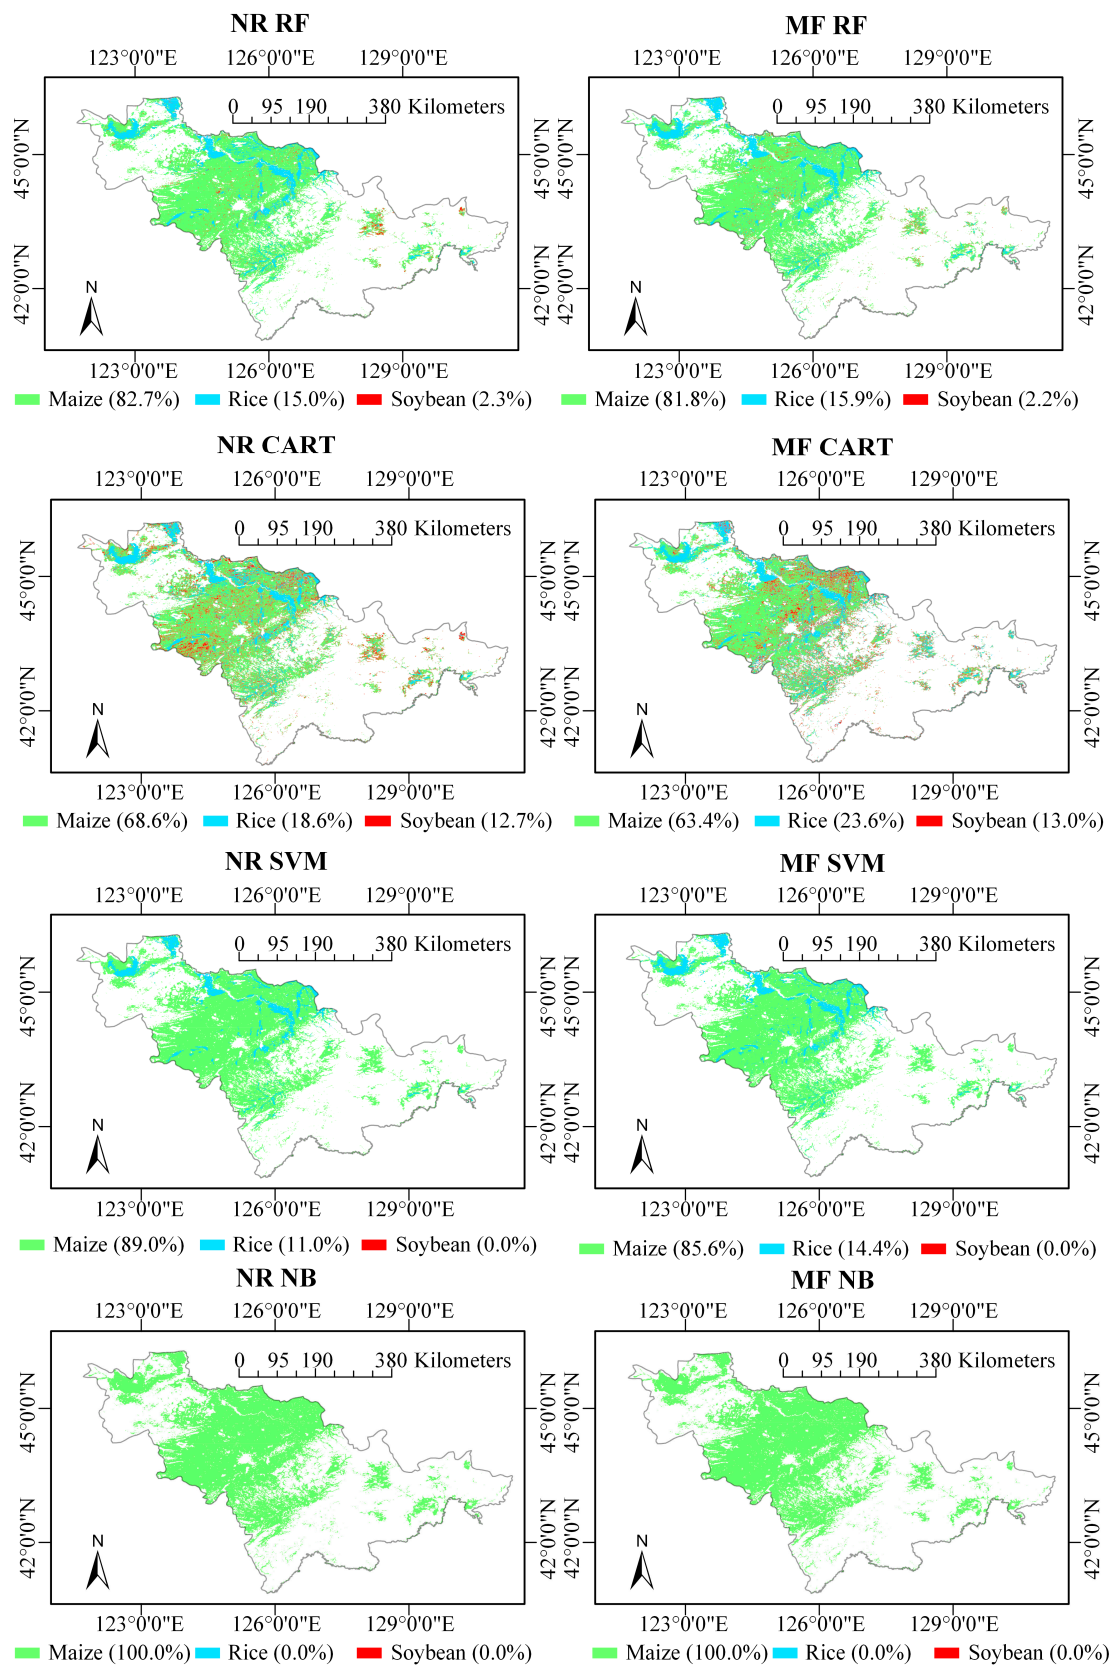 NR RF
MF RF
123°0'0"E 126°0'0"E 129°0'0"E
123°0'0"E 126°0'0"E 129°0'0"E
0 95 190 380 Kilometers
0 95 190 380 Kilometers
45°0'0"N
45°0'0"N
45°0'0"N
45°0'0"N
42°0'0"N
42°0'0"N
42°0'0"N
42°0'0"N
N
N
123°0'0"E 126°0'0"E 129°0'0"E
123°0'0"E 126°0'0"E 129°0'0"E
Maize (82.7%) Rice (15.0%) Soybean (2.3%)
Maize (81.8%) Rice (15.9%) Soybean (2.2%)
NR CART
MF CART
123°0'0"E 126°0'0"E 129°0'0"E
123°0'0"E 126°0'0"E 129°0'0"E
0 95 190 380 Kilometers
0 95 190 380 Kilometers
45°0'0"N
45°0'0"N
45°0'0"N
45°0'0"N
42°0'0"N
42°0'0"N
42°0'0"N
42°0'0"N
N
N
123°0'0"E 126°0'0"E 129°0'0"E
123°0'0"E 126°0'0"E 129°0'0"E
Maize (68.6%) Rice (18.6%) Soybean (12.7%)
Maize (63.4%) Rice (23.6%) Soybean (13.0%)
NR SVM
MF SVM
123°0'0"E 126°0'0"E 129°0'0"E
123°0'0"E 126°0'0"E 129°0'0"E
0 95 190 380 Kilometers
0 95 190 380 Kilometers
45°0'0"N
45°0'0"N
45°0'0"N
45°0'0"N
42°0'0"N
42°0'0"N
42°0'0"N
42°0'0"N
N
N
123°0'0"E 126°0'0"E 129°0'0"E
123°0'0"E 126°0'0"E 129°0'0"E
Maize (89.0%) Rice (11.0%) Soybean (0.0%)
Maize (85.6%) Rice (14.4%) Soybean (0.0%)
NR NB
MF NB
123°0'0"E 126°0'0"E 129°0'0"E
123°0'0"E 126°0'0"E 129°0'0"E
0 95 190 380 Kilometers
0 95 190 380 Kilometers
45°0'0"N
45°0'0"N
45°0'0"N
45°0'0"N
42°0'0"N
42°0'0"N
42°0'0"N
42°0'0"N
N
N
123°0'0"E 126°0'0"E 129°0'0"E
123°0'0"E 126°0'0"E 129°0'0"E
Maize (100.0%) Rice (0.0%) Soybean (0.0%)
Maize (100.0%) Rice (0.0%) Soybean (0.0%)